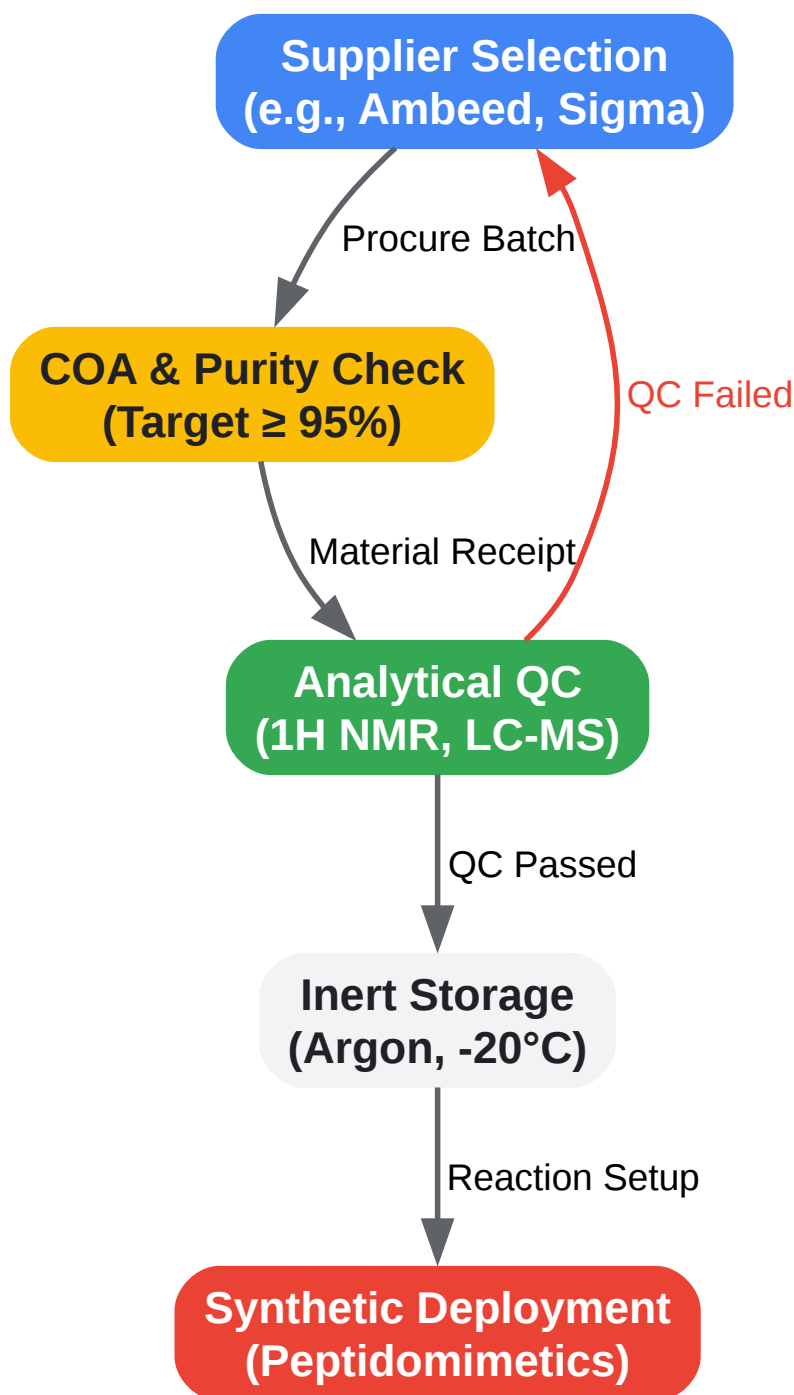 Supplier Selection
(e.g., Ambeed, Sigma)
Procure Batch
COA & Purity Check
(Target ≥ 95%)
QC Failed
Material Receipt
Analytical QC
(1H NMR, LC-MS)
QC Passed
Inert Storage
(Argon, -20°C)
Reaction Setup
Synthetic Deployment
(Peptidomimetics)